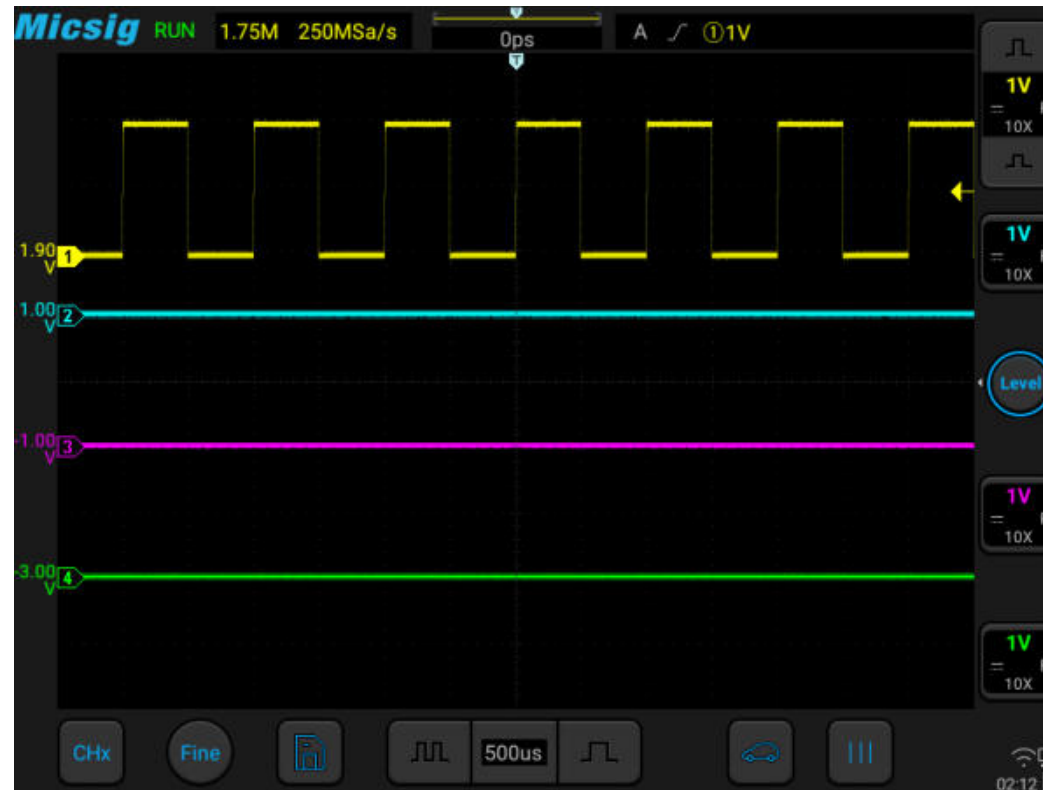 Micsig RUN 1.75M 250MSa/s 0ps A ①1V
T
1V
10X
1.90 V 1
1V
10X
1.00 V 2
Level
-1.00 V 3
1V
10X
-3.00 V 4
1V
10X
CHx Fine 500us
02:12